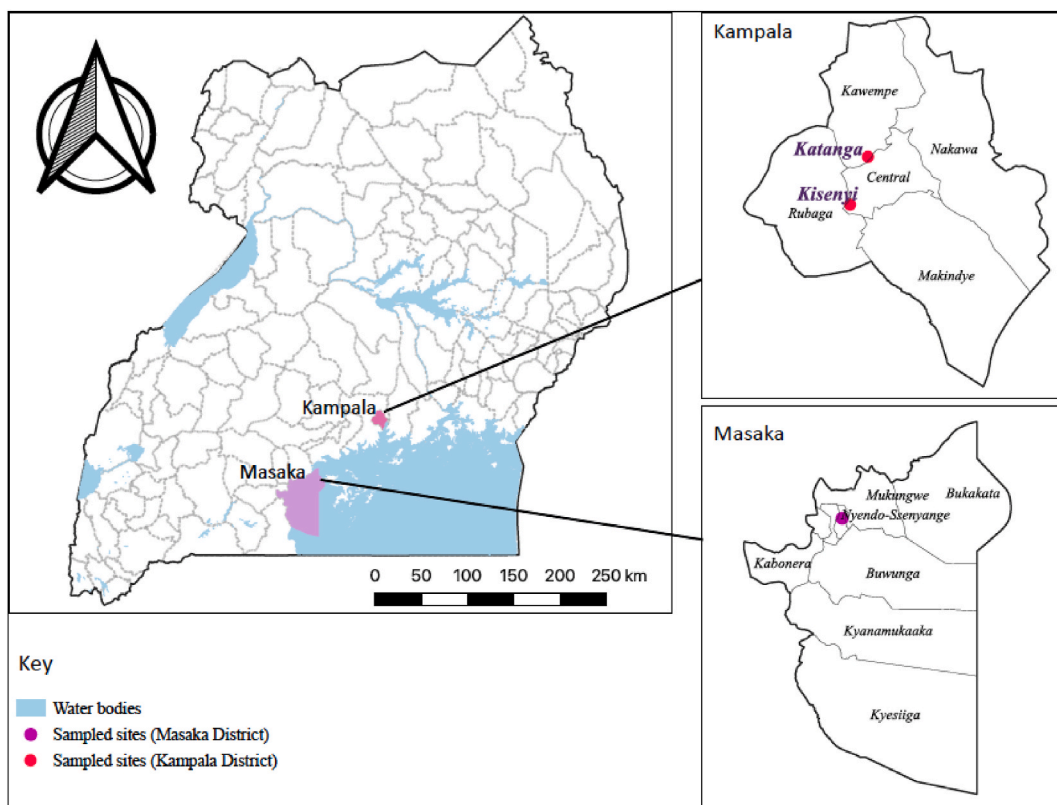 Kampala
Masaka
0 50 100 150 200 250 km
Key
Water bodies
Sampled sites (Masaka District)
Sampled sites (Kampala District)
Kampala
Kawempe
Katanga
Nakawa
Central
Kisenyi
Rubaga
Makindye
Masaka
Mukungwe
Bukakata
Nyendo-Ssenyange
Kabonera
Buwunga
Kyanamukaaka
Kyesiiga